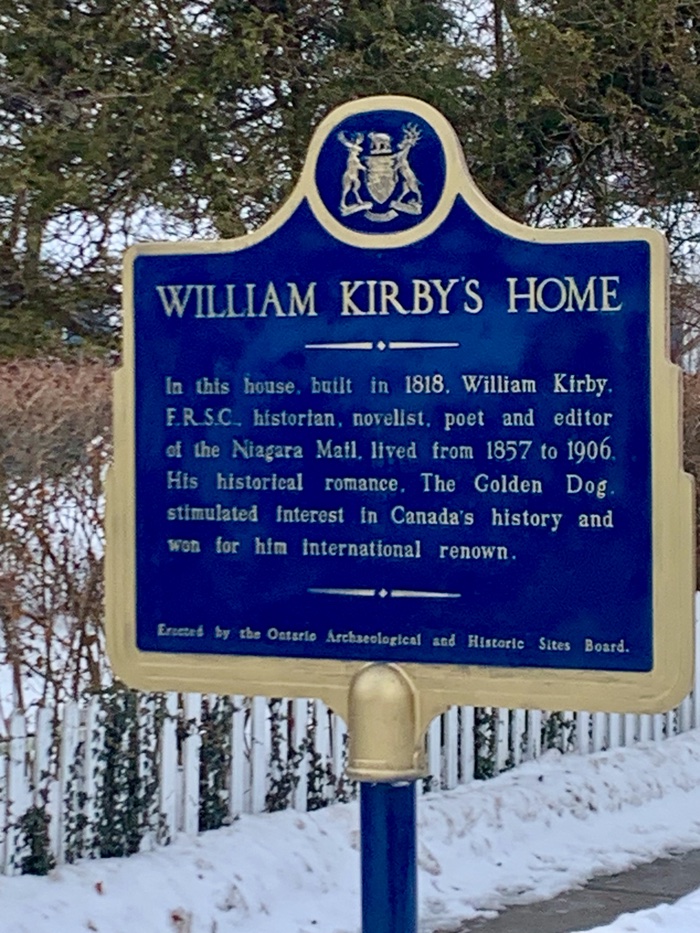 WILLIAM KIRBY'S HOME
In this house, built in 1818, William Kirby,
F.R.S.C., historian, novelist, poet and editor
of the Niagara Mail, lived from 1857 to 1906.
His historical romance, The Golden Dog,
stimulated interest in Canada's history and
won for him international renown.
Erected by the Ontario Archaeological and Historic Sites Board.